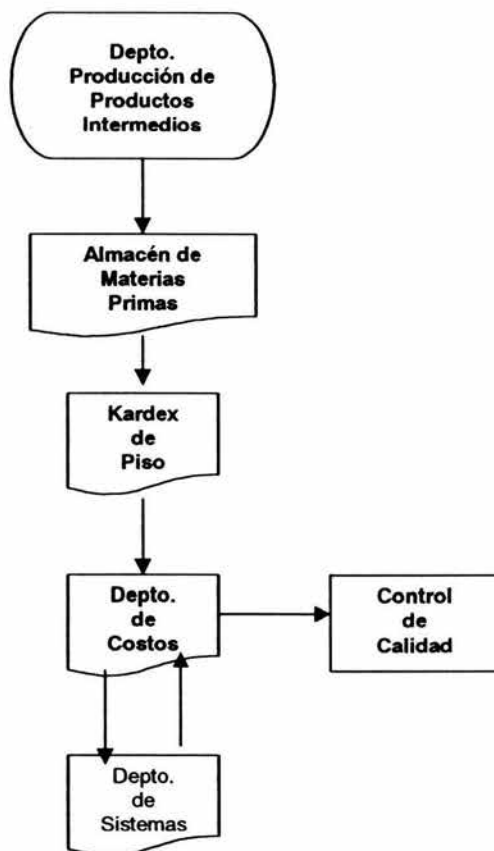 Depto.
Producción de
Productos
Intermedios
Almacén de
Materias
Primas
Kardex
de
Piso
Depto.
de
Costos
Control
de
Calidad
Depto.
de
Sistemas